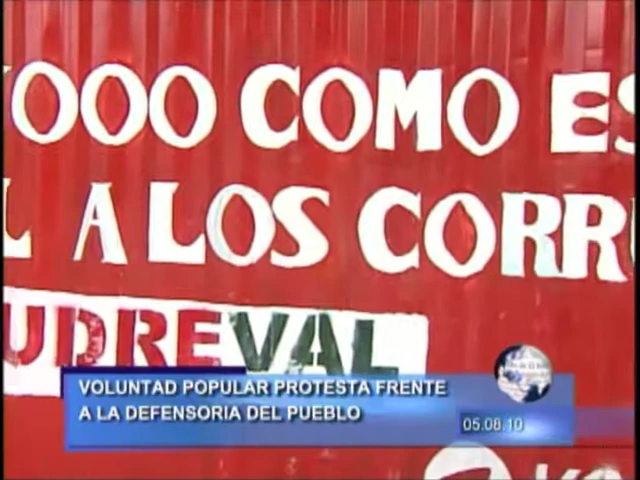 OOO COMO ES
L A LOS CORR
UDREVAL
VOLUNTAD POPULAR PROTESTA FRENTE
A LA DEFENSORIA DEL PUEBLO
05.08.10